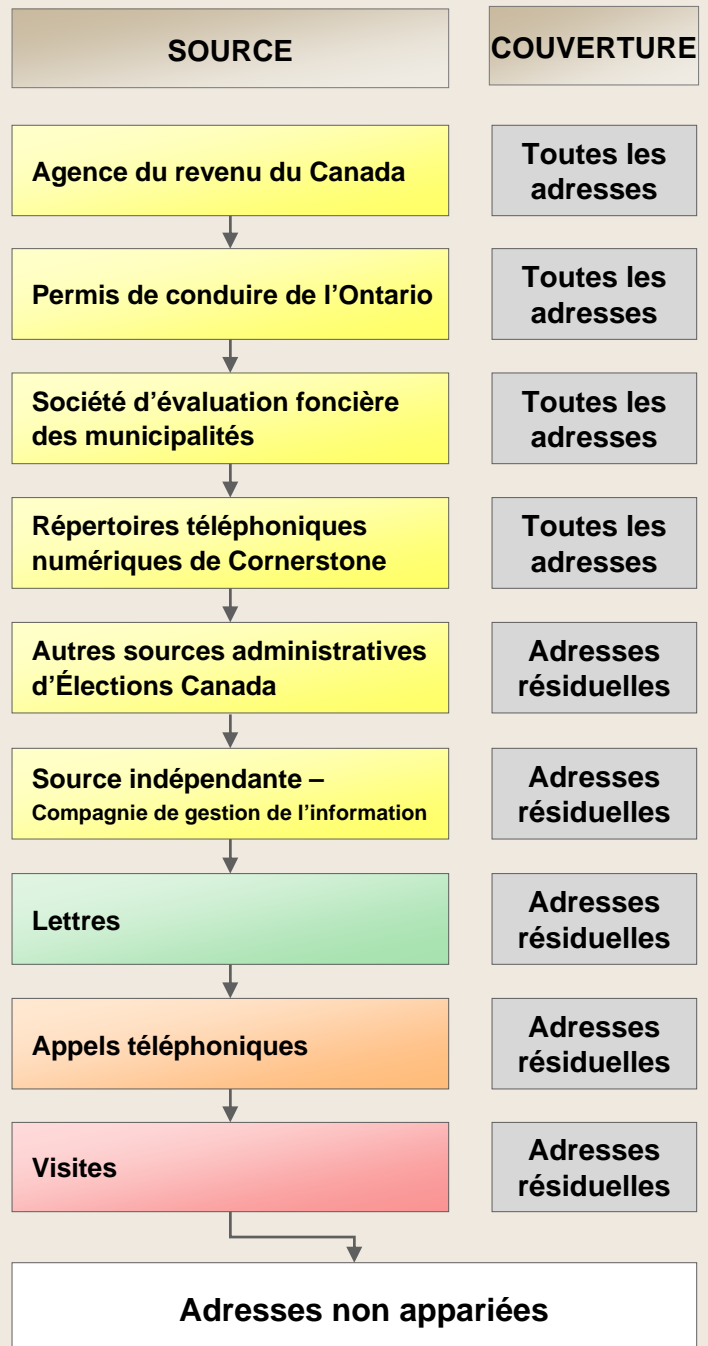 SOURCE
COUVERTURE
Agence du revenu du Canada
Toutes les
adresses
Permis de conduire de l’Ontario
Toutes les
adresses
Société d’évaluation foncière
des municipalités
Toutes les
adresses
Répertoires téléphoniques
numériques de Cornerstone
Toutes les
adresses
Autres sources administratives
d’Élections Canada
Adresses
résiduelles
Source indépendante –
Compagnie de gestion de l’information
Adresses
résiduelles
Lettres
Adresses
résiduelles
Appels téléphoniques
Adresses
résiduelles
Visites
Adresses
résiduelles
Adresses non appariées